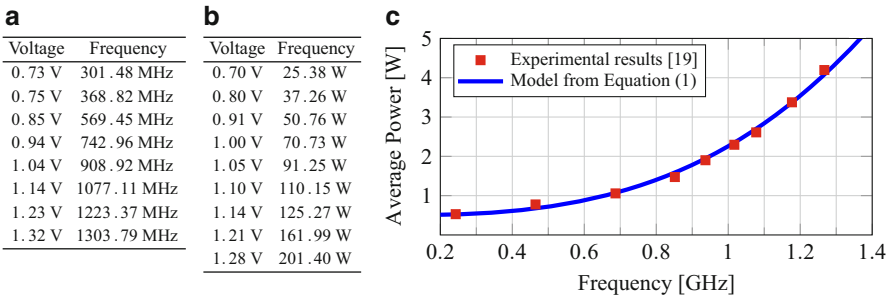 a
Voltage Frequency
0.73 V 301.48 MHz
0.75 V 368.82 MHz
0.85 V 569.45 MHz
0.94 V 742.96 MHz
1.04 V 908.92 MHz
1.14 V 1077.11 MHz
1.23 V 1223.37 MHz
1.32 V 1303.79 MHz
b
Voltage Frequency
0.70 V 25.38 W
0.80 V 37.26 W
0.91 V 50.76 W
1.00 V 70.73 W
1.05 V 91.25 W
1.10 V 110.15 W
1.14 V 125.27 W
1.21 V 161.99 W
1.28 V 201.40 W
c
Average Power [W]
5
4
3
2
1
Experimental results [19]
Model from Equation (1)
0.2 0.4 0.6 0.8 1 1.2 1.4
Frequency [GHz]